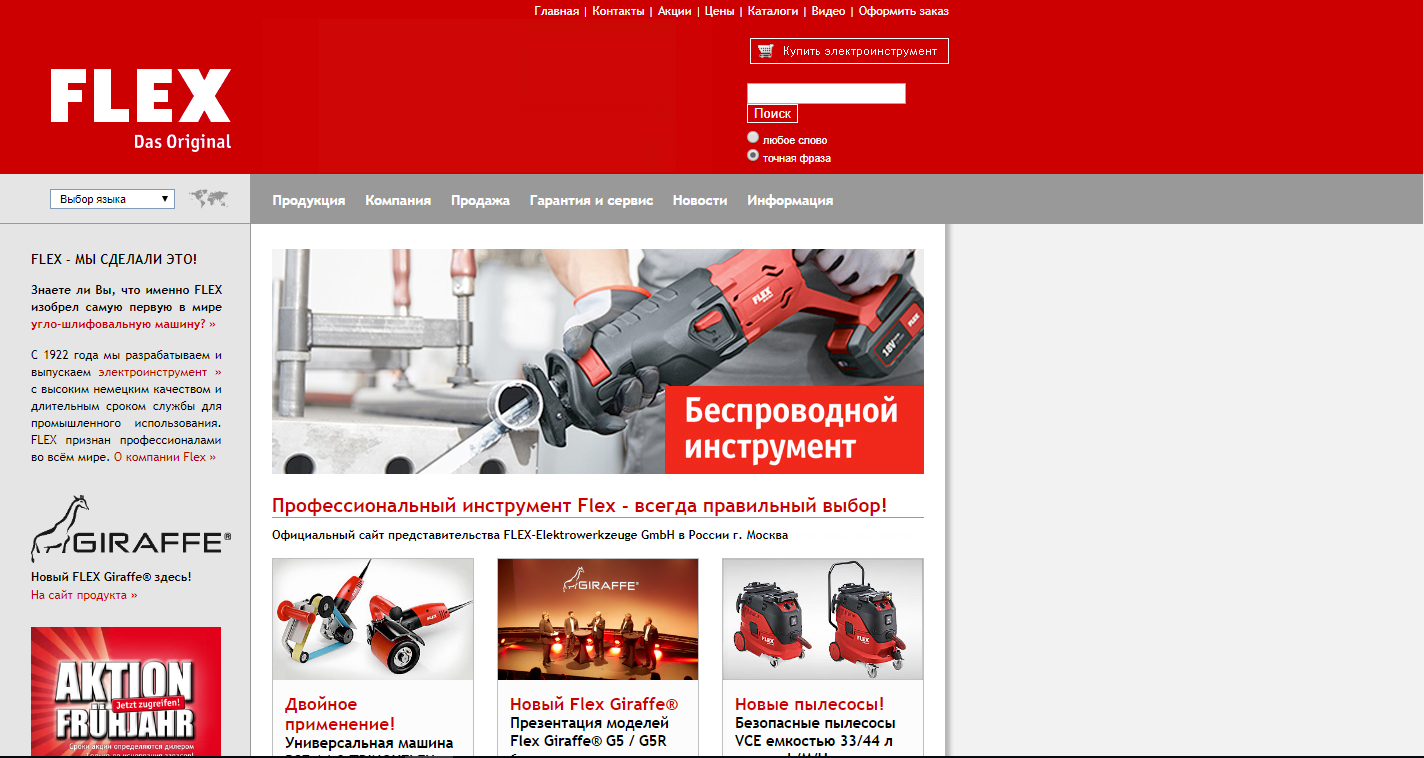 Главная | Контакты | Акции | Цены | Каталоги | Видео | Оформить заказ
Купить электроинструмент
FLEX
Das Original
Поиск
любое слово
точная фраза
Выбор языка
Продукция Компания Продажа Гарантия и сервис Новости Информация
FLEX - МЫ СДЕЛАЛИ ЭТО!
Знаете ли Вы, что именно FLEX
изобрел самую первую в мире
угло-шлифовальную машину? »
С 1922 года мы разрабатываем и
выпускаем электроинструмент »
с высоким немецким качеством и
длительным сроком службы для
промышленного использования.
FLEX признан профессионалами
во всём мире. О компании Flex »
GIRAFFE®
Новый FLEX Giraffe® здесь!
На сайт продукта »
AKTION
Jetzt zugreifen!
FRÜHJAHR
Сроки акции определяются дилером
FLEX
18V
FLEX
Беспроводной
инструмент
Профессиональный инструмент Flex - всегда правильный выбор!
Официальный сайт представительства FLEX-Elektrowerkzeuge GmbH в России г. Москва
Двойное
применение!
Универсальная машина
GIRAFFE®
Новый Flex Giraffe®
Презентация моделей
Flex Giraffe® G5 / G5R
FLEX
FLEX
Новые пылесосы!
Безопасные пылесосы
VCE емкостью 33/44 л